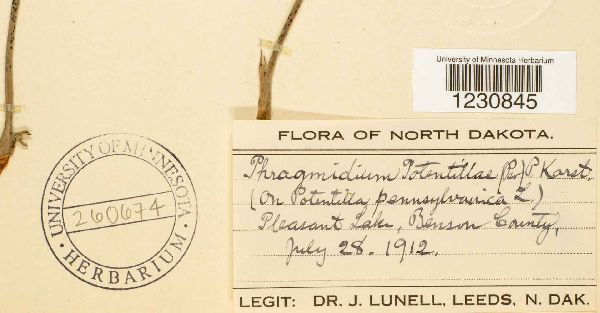 University of Minnesota Herbarium
1230845
FLORA OF NORTH DAKOTA.
Phragmidium Potentillae (Per.) P. Karst.
(On Potentilla pennsylvanica L.)
Pleasant Lake, Benson County,
July 28. 1912.
LEGIT: DR. J. LUNELL, LEEDS, N. DAK.
UNIVERSITY OF MINNESOTA
260674
· HERBARIUM ·